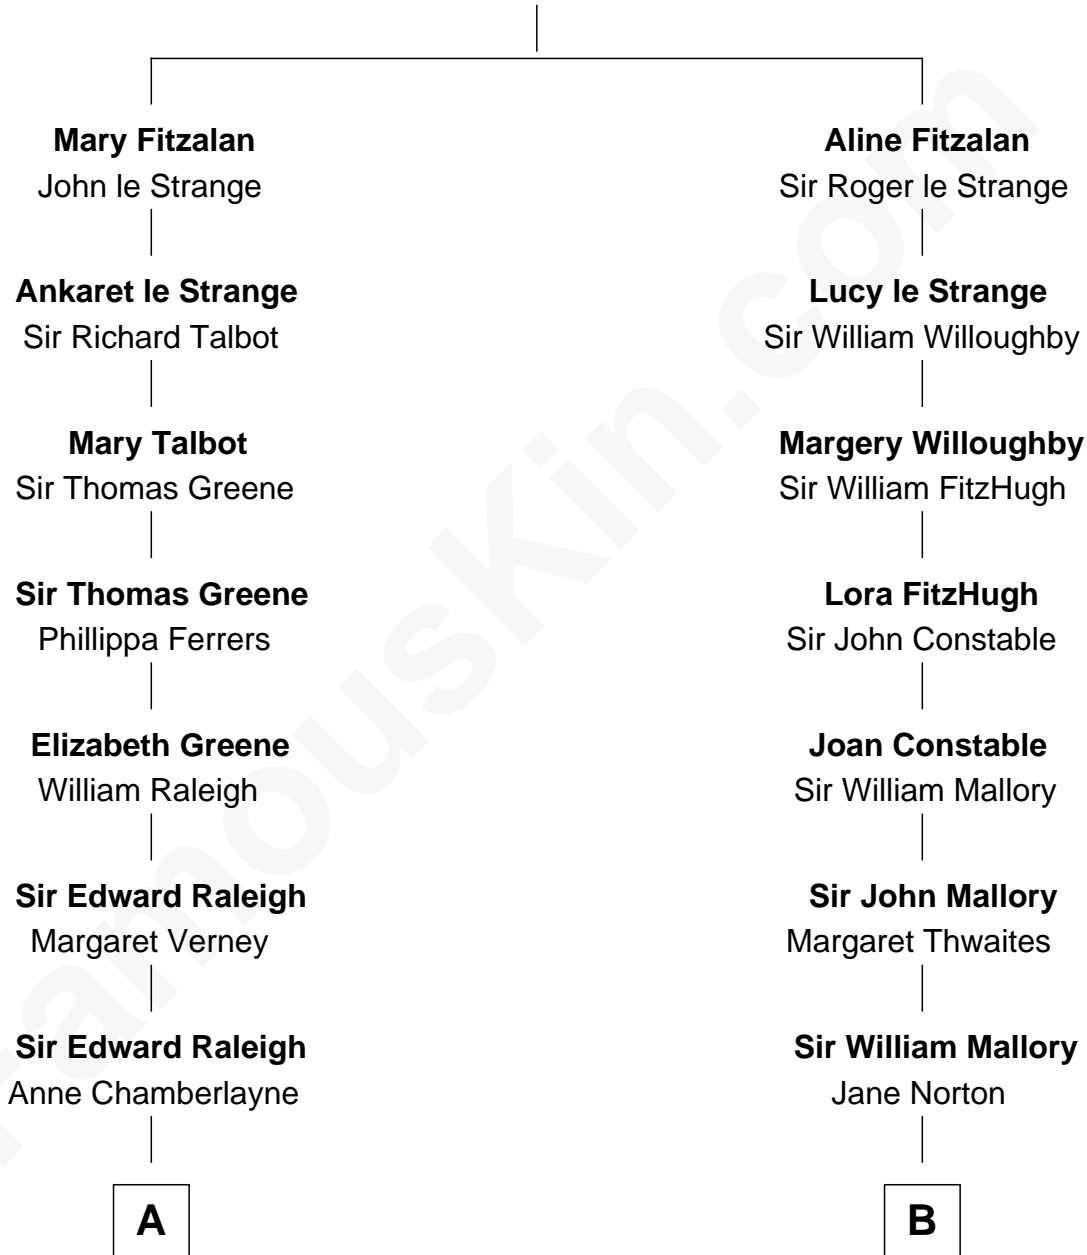 Mary Fitzalan
John le Strange
Aline Fitzalan
Sir Roger le Strange
Ankaret le Strange
Sir Richard Talbot
Lucy le Strange
Sir William Willoughby
Mary Talbot
Sir Thomas Greene
Margery Willoughby
Sir William FitzHugh
Sir Thomas Greene
Phillippa Ferrers
Lora FitzHugh
Sir John Constable
Elizabeth Greene
William Raleigh
Joan Constable
Sir William Mallory
Sir Edward Raleigh
Margaret Verney
Sir John Mallory
Margaret Thwaites
Sir Edward Raleigh
Anne Chamberlayne
Sir William Mallory
Jane Norton
A
B
FamousKin.com